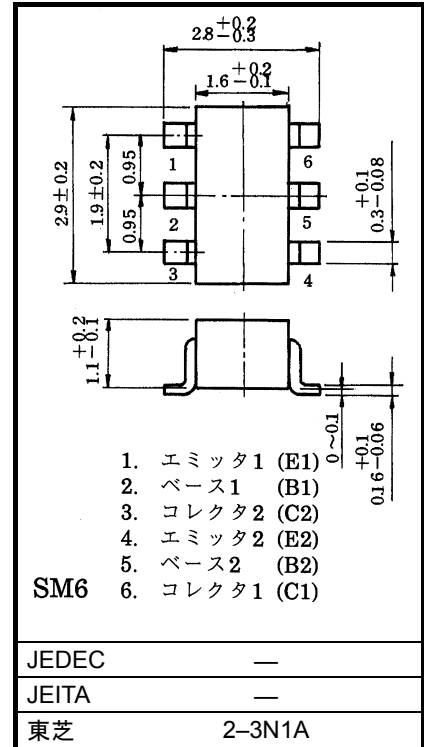 2.8 +0.2 −0.3
1.6 +0.2 −0.1
2.9±0.2
1.9±0.2
0.95
0.95
1
2
3
6
5
4
0.3 +0.1 −0.08
1.1 +0.2 −0.1
0~0.1
0.16 +0.1 −0.06
1. エミッタ1 (E1)
2. ベース1 (B1)
3. コレクタ2 (C2)
4. エミッタ2 (E2)
5. ベース2 (B2)
SM6 6. コレクタ1 (C1)
JEDEC —
JEITA —
東芝 2–3N1A